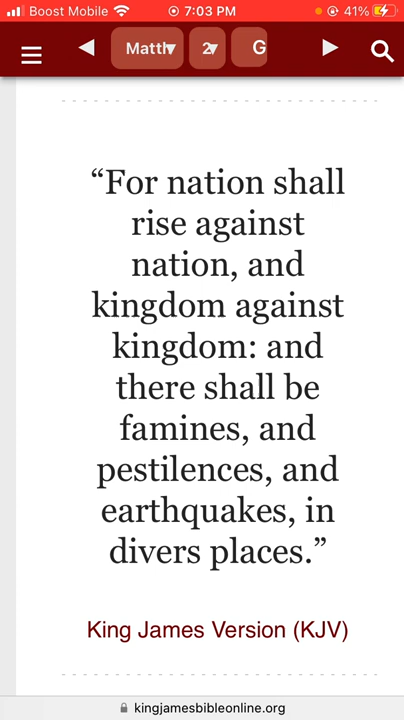 Boost Mobile 7:03 PM 41%
Matth 2 G
“For nation shall
rise against
nation, and
kingdom against
kingdom: and
there shall be
famines, and
pestilences, and
earthquakes, in
divers places.”
King James Version (KJV)
kingjamesbibleonline.org